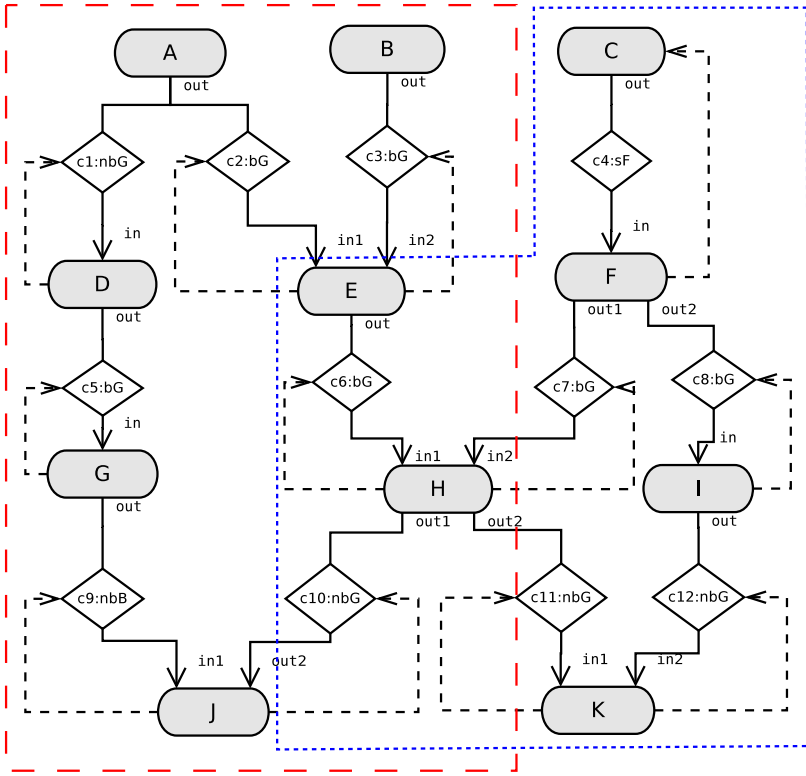 A
B
C
out
out
out
c1:nbG
c2:bG
c3:bG
c4:sF
in
in1
in2
in
D
E
F
out
out
out1
out2
c5:bG
c6:bG
c7:bG
c8:bG
in
in1
in2
in
G
H
I
out
out1
out2
out
c9:nbB
c10:nbG
c11:nbG
c12:nbG
in1
out2
in1
in2
J
K